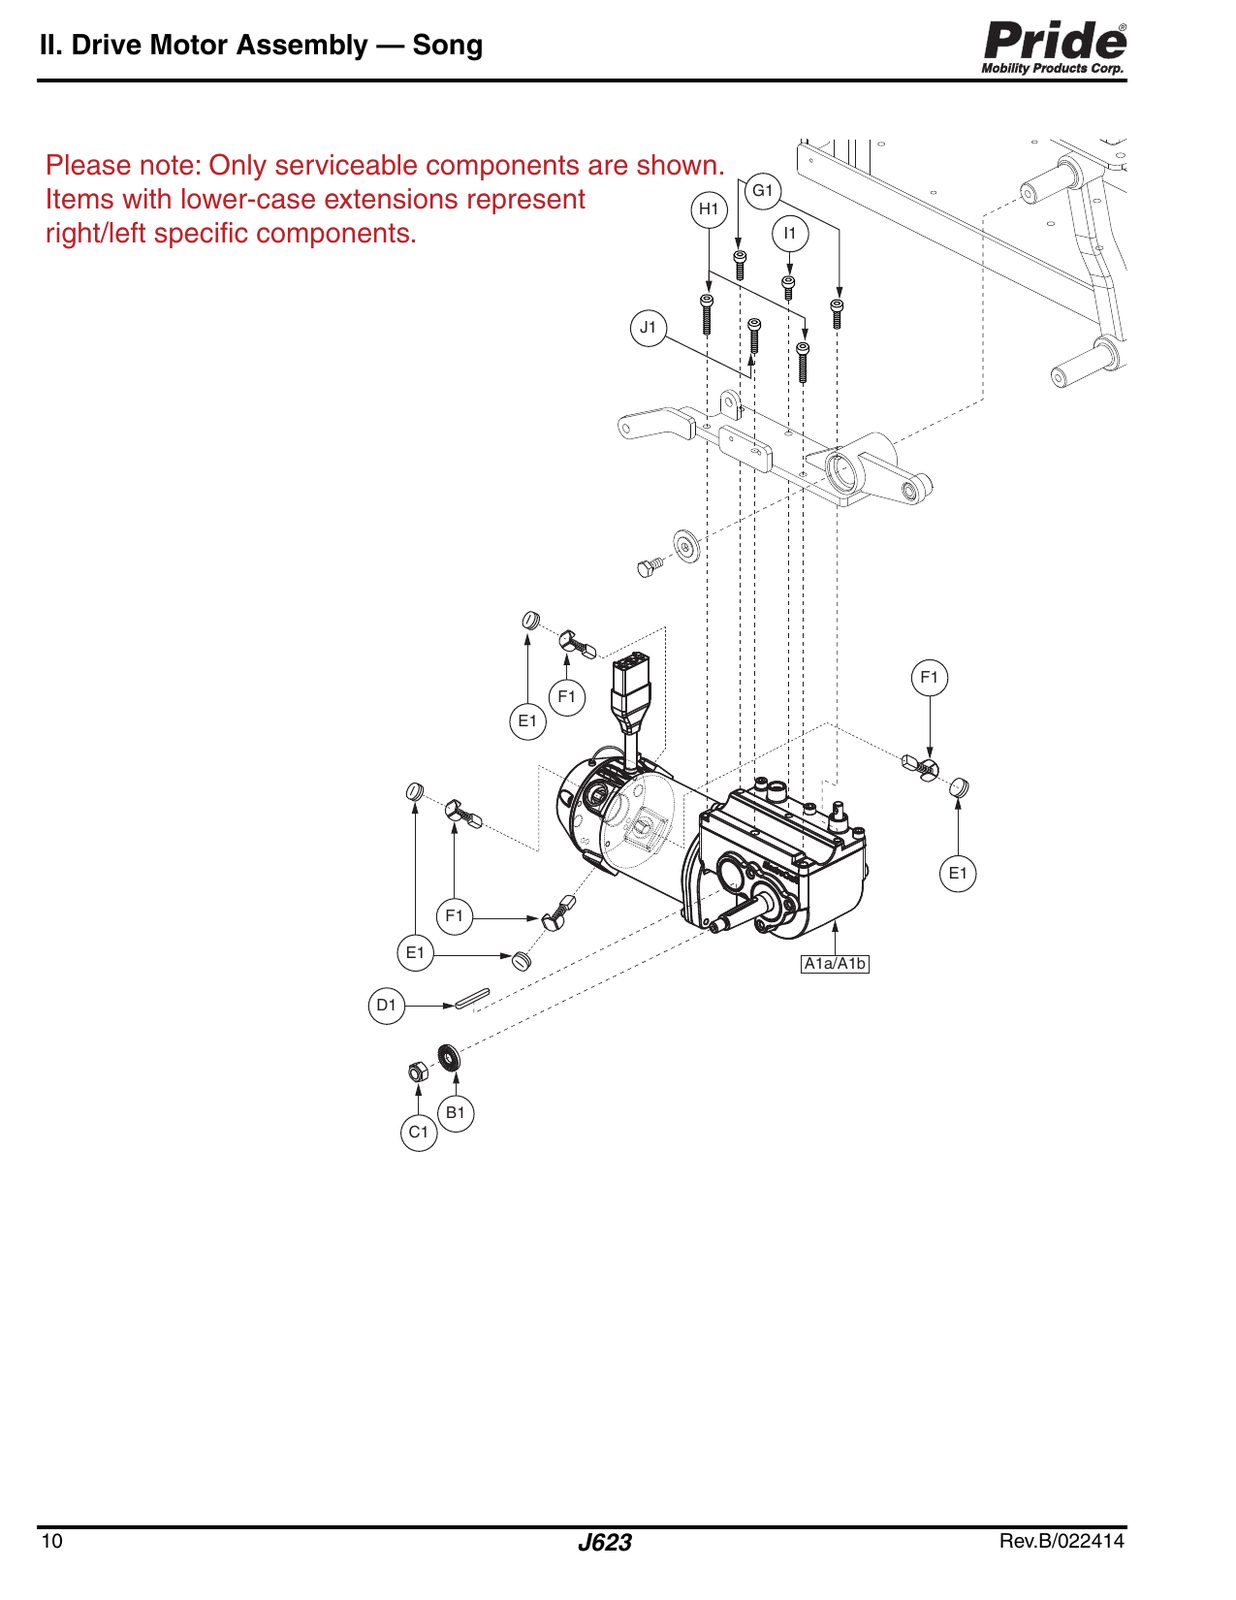 II. Drive Motor Assembly — Song
Pride®
Mobility Products Corp.
Please note: Only serviceable components are shown.
Items with lower-case extensions represent
right/left specific components.
G1
H1
I1
J1
F1
E1
F1
E1
F1
E1
A1a/A1b
D1
B1
C1
10
J623
Rev.B/022414